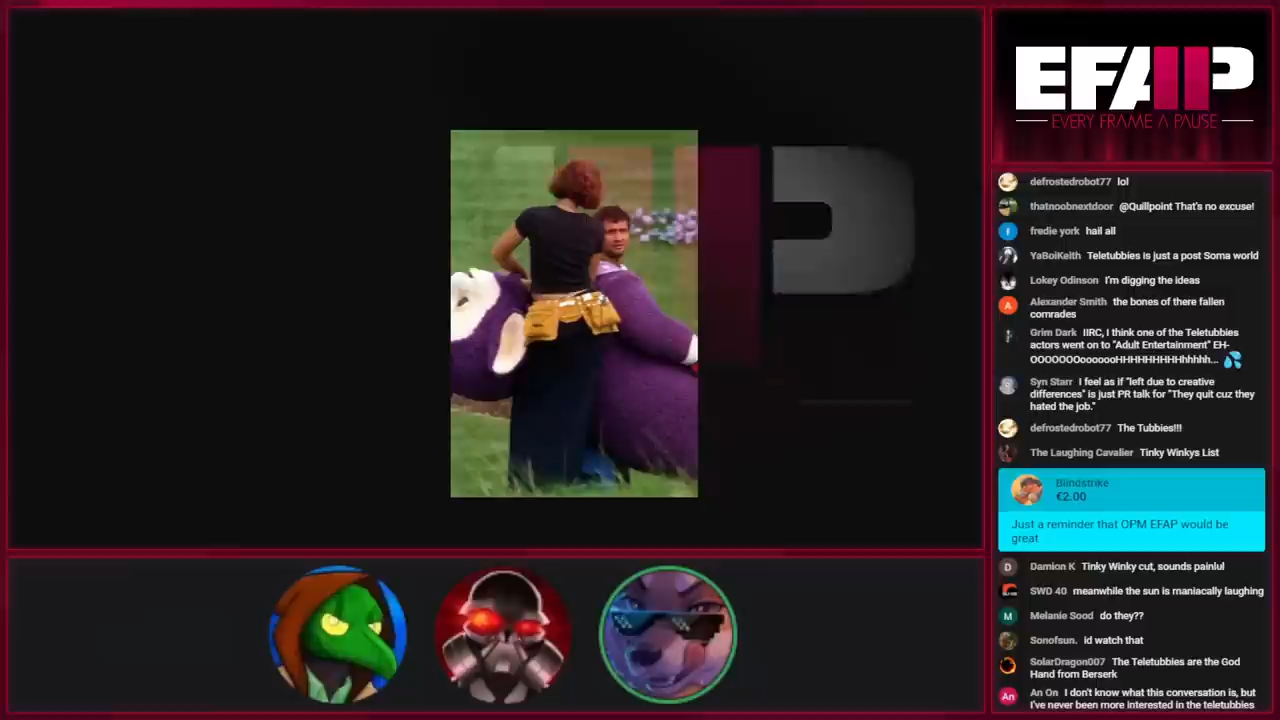 EFAP
EVERY FRAME A PAUSE
defrostedrobot77 lol
thatnoobnextdoor @Quillpoint That's no excuse!
fredie york hail all
YaBoiKeith Teletubbies is just a post Soma world
Lokey Odinson I'm digging the ideas
Alexander Smith the bones of there fallen
comrades
Grim Dark IIRC, I think one of the Teletubbies
actors went on to "Adult Entertainment" EH-
OOOOOOOooooooHHHHHHHHHhhhhh...
Syn Starr I feel as if "left due to creative
differences" is just PR talk for "They quit cuz they
hated the job."
defrostedrobot77 The Tubbies!!!
The Laughing Cavalier Tinky Winkys List
Blindstrike
€2.00
Just a reminder that OPM EFAP would be
great
Damion K Tinky Winky cut, sounds painful
SWD 40 meanwhile the sun is maniacally laughing
Melanie Sood do they??
Sonofsun. id watch that
SolarDragon007 The Teletubbies are the God
Hand from Berserk
An On I don't know what this conversation is, but
I've never been more interested in the teletubbies